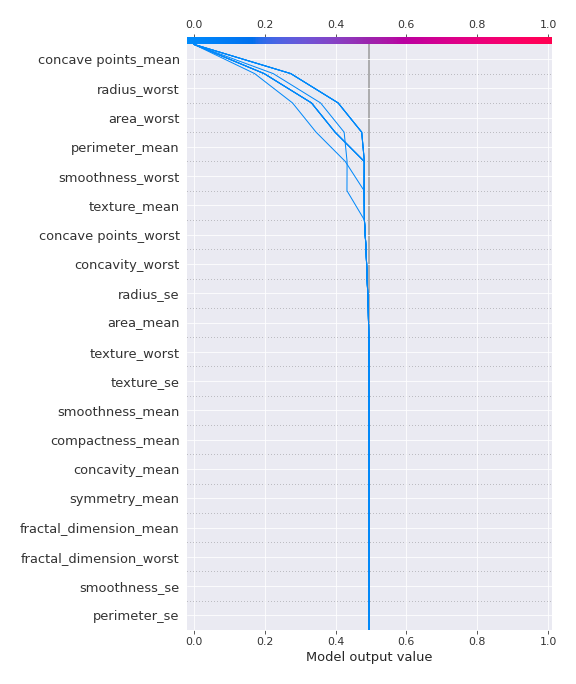 0.0 0.2 0.4 0.6 0.8 1.0
concave points_mean
radius_worst
area_worst
perimeter_mean
smoothness_worst
texture_mean
concave points_worst
concavity_worst
radius_se
area_mean
texture_worst
texture_se
smoothness_mean
compactness_mean
concavity_mean
symmetry_mean
fractal_dimension_mean
fractal_dimension_worst
smoothness_se
perimeter_se
0.0 0.2 0.4 0.6 0.8 1.0
Model output value